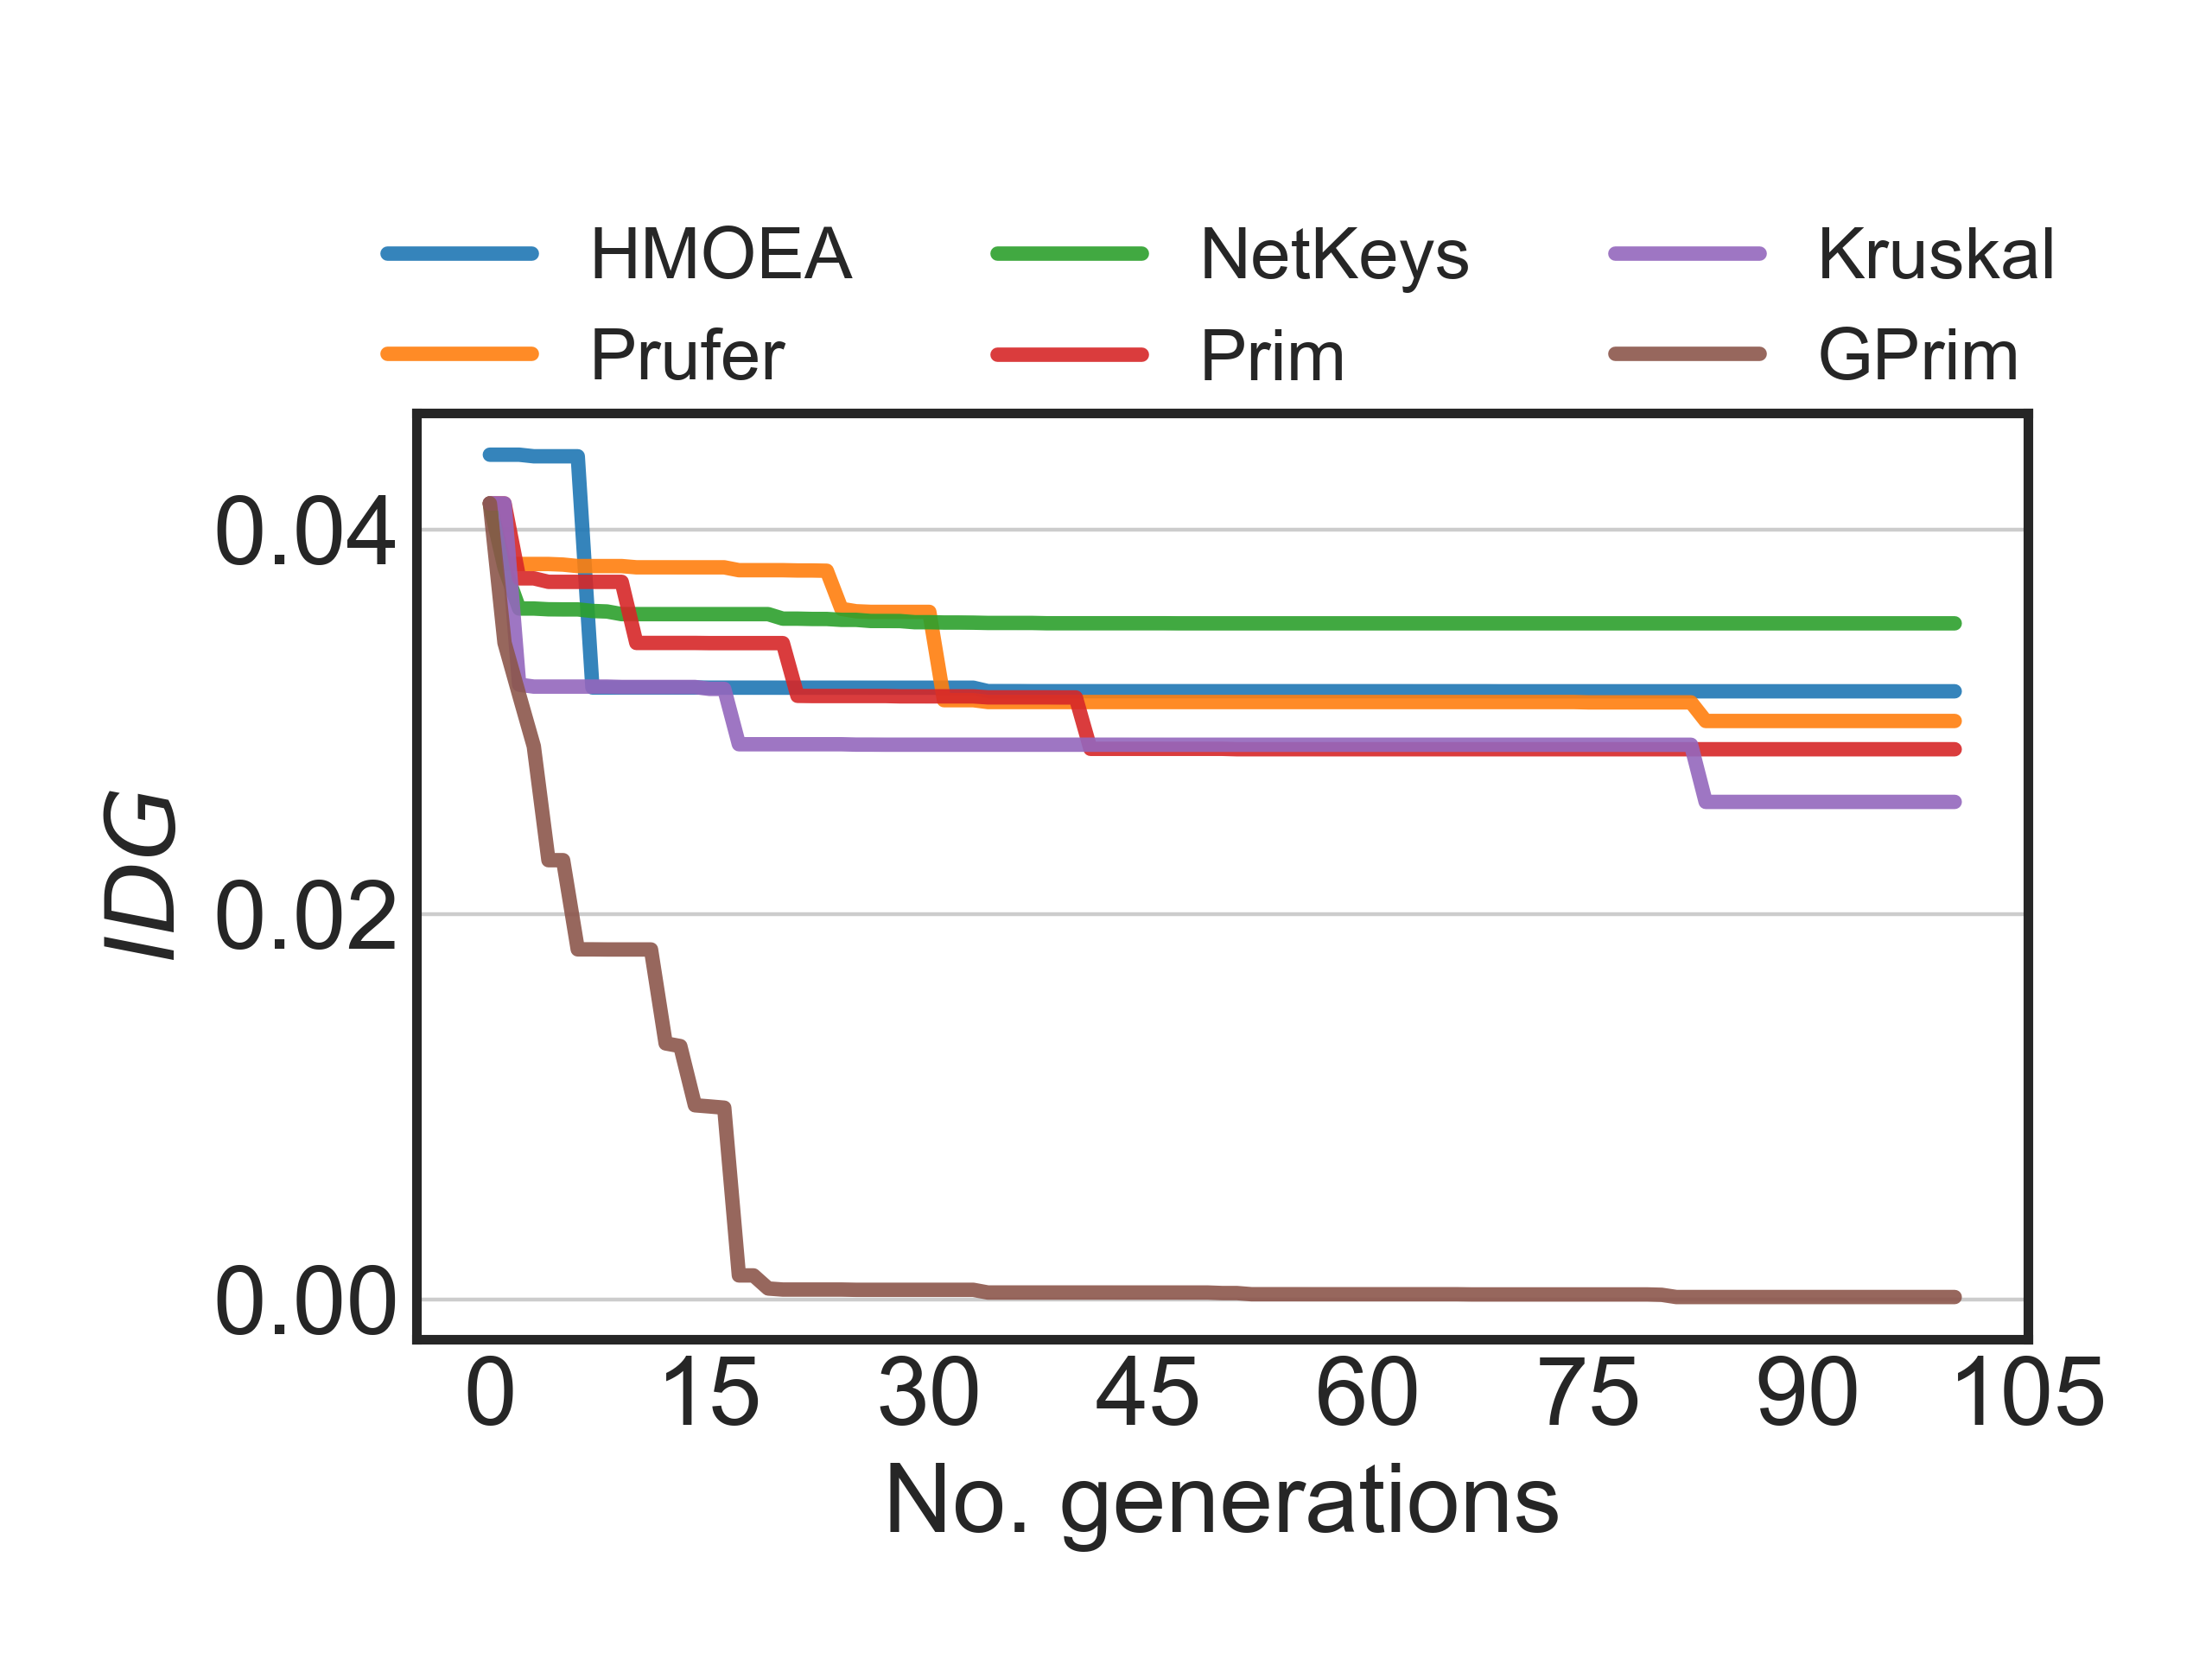 HMOEA NetKeys Kruskal
Prufer Prim GPrim
0.04
0.02
0.00
IDG
0 15 30 45 60 75 90 105
No. generations